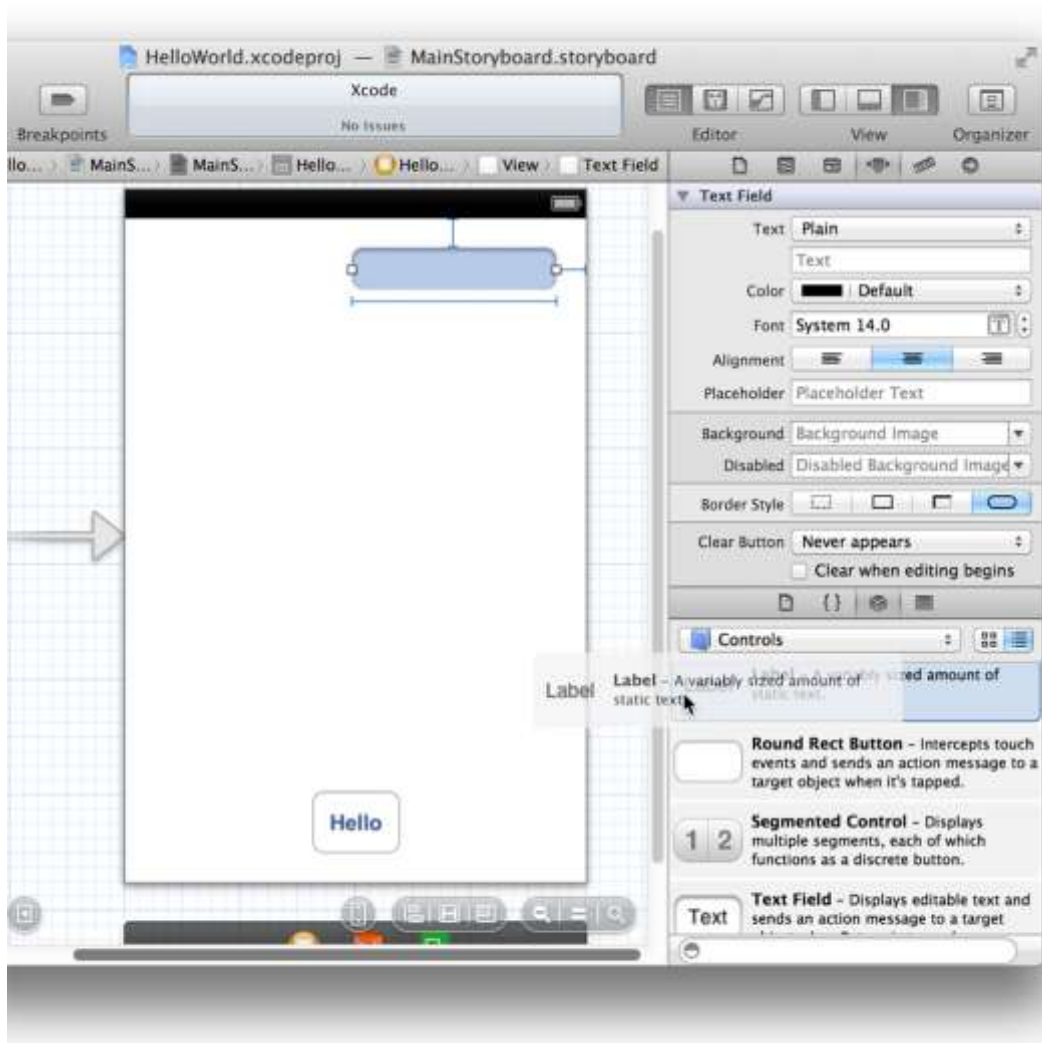 HelloWorld.xcodeproj — MainStoryboard.storyboard
Xcode
No Issues
Breakpoints
Editor
View
Organizer
llo... MainS... MainS... Hello... Hello... View Text Field
Text Field
Text Plain
Text
Color Default
Font System 14.0
Alignment
Placeholder Placeholder Text
Background Background Image
Disabled Disabled Background Image
Border Style
Clear Button Never appears
Clear when editing begins
{}
Controls
Label
Label – A variably sized amount of
static text.
ed amount of
Round Rect Button – Intercepts touch
events and sends an action message to a
target object when it's tapped.
1 2
Segmented Control – Displays
multiple segments, each of which
functions as a discrete button.
Text
Text Field – Displays editable text and
sends an action message to a target
Hello